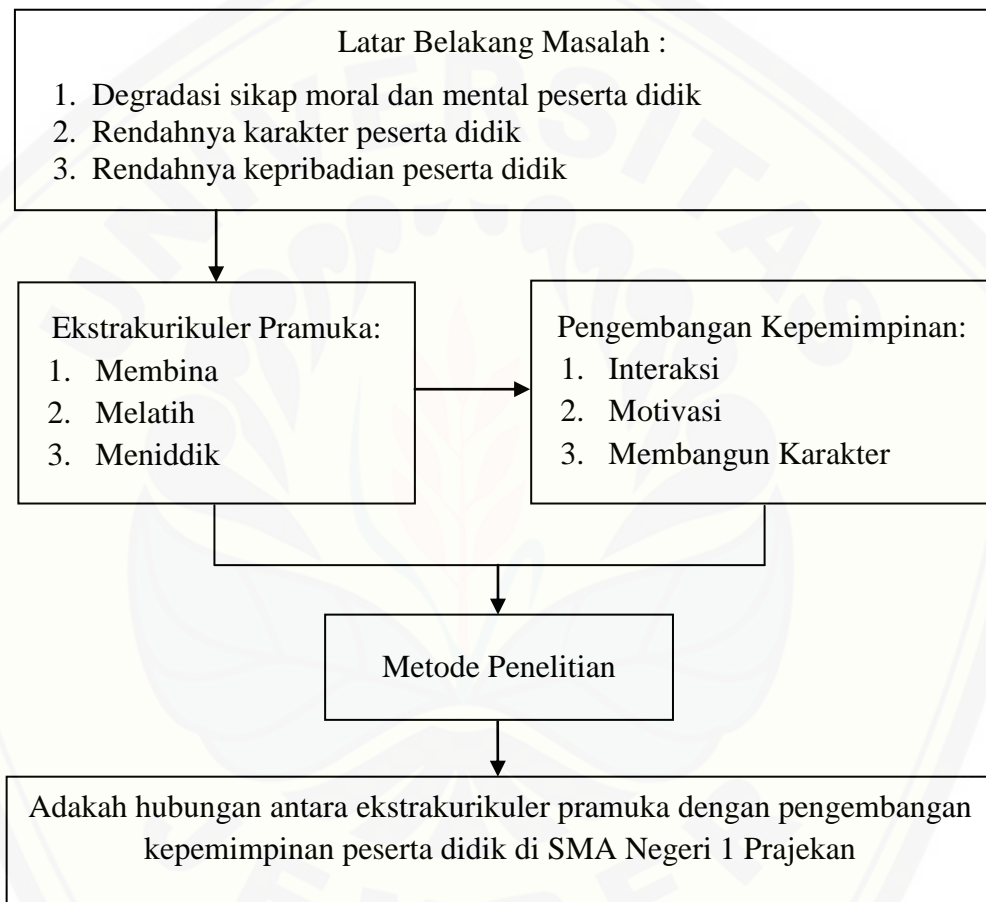 Latar Belakang Masalah :
1. Degradasi sikap moral dan mental peserta didik
2. Rendahnya karakter peserta didik
3. Rendahnya kepribadian peserta didik
Ekstrakurikuler Pramuka:
1. Membina
2. Melatih
3. Meniddik
Pengembangan Kepemimpinan:
1. Interaksi
2. Motivasi
3. Membangun Karakter
Metode Penelitian
Adakah hubungan antara ekstrakurikuler pramuka dengan pengembangan
kepemimpinan peserta didik di SMA Negeri 1 Prajekan
UNIVERSITAS
JEMBER